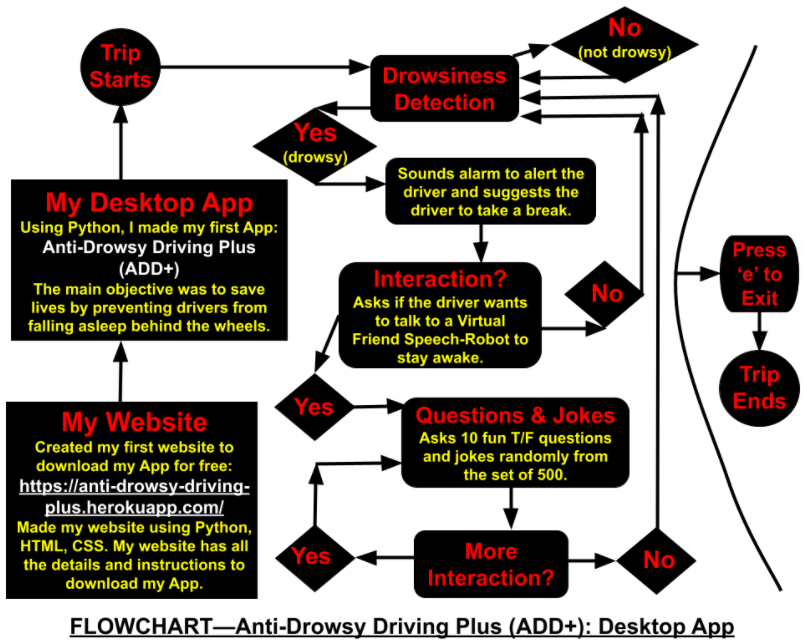 Trip
Starts
Drowsiness
Detection
No
(not drowsy)
Yes
(drowsy)
Sounds alarm to alert the
driver and suggests the
driver to take a break.
My Desktop App
Using Python, I made my first App:
Anti-Drowsy Driving Plus
(ADD+)
The main objective was to save
lives by preventing drivers from
falling asleep behind the wheels.
Interaction?
Asks if the driver wants
to talk to a Virtual
Friend Speech-Robot to
stay awake.
No
Press
‘e’ to
Exit
Trip
Ends
Yes
Questions & Jokes
Asks 10 fun T/F questions
and jokes randomly from
the set of 500.
My Website
Created my first website to
download my App for free:
https://anti-drowsy-driving-
plus.herokuapp.com/
Made my website using Python,
HTML, CSS. My website has all
the details and instructions to
download my App.
Yes
More
Interaction?
No
FLOWCHART—Anti-Drowsy Driving Plus (ADD+): Desktop App